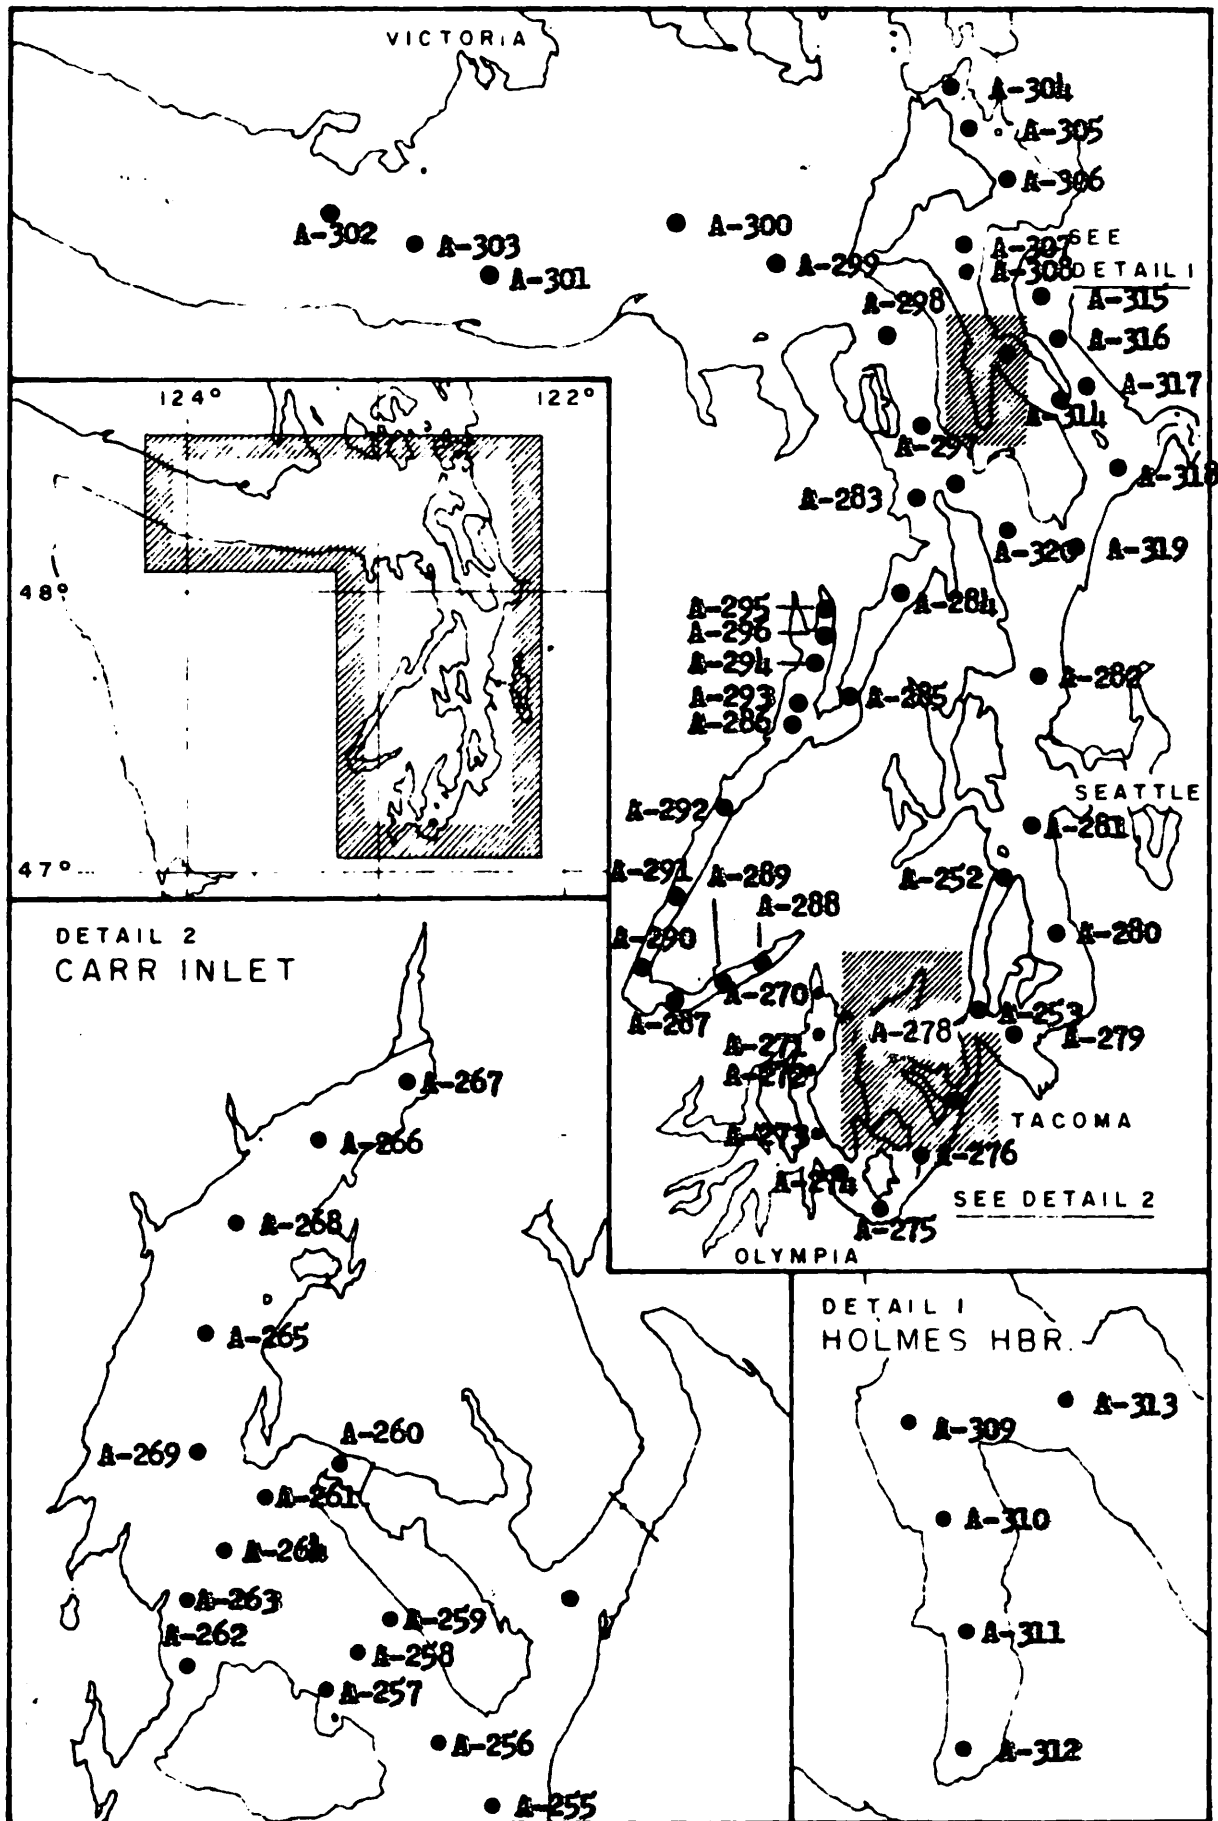 VICTORIA
A-304
A-305
A-306
A-302
A-303
A-301
A-300
A-299
A-307
A-308
SEE
DETAIL 1
A-298
A-315
A-316
A-317
A-314
A-297
A-318
A-283
A-320
A-319
A-284
A-295
A-296
A-294
A-293
A-286
A-285
A-282
SEATTLE
A-292
A-281
A-291
A-289
A-252
A-288
A-290
A-280
A-270
A-287
A-253
A-271
A-278
A-279
A-272
TACOMA
A-273
A-276
A-274
SEE DETAIL 2
A-275
OLYMPIA
124°
122°
48°
47°
DETAIL 2
CARR INLET
A-267
A-266
A-268
A-265
A-260
A-269
A-261
A-264
A-263
A-262
A-259
A-258
A-257
A-256
A-255
DETAIL 1
HOLMES HBR.
A-313
A-309
A-310
A-311
A-312